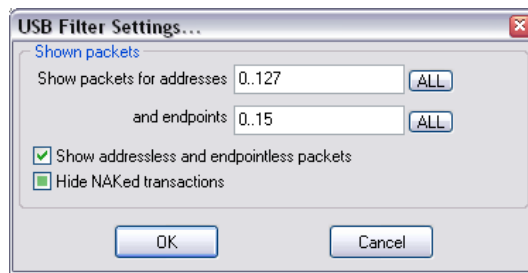 USB Filter Settings...
Shown packets
Show packets for addresses 0..127 ALL
and endpoints 0..15 ALL
Show addressless and endpointless packets
Hide NAKed transactions
OK Cancel